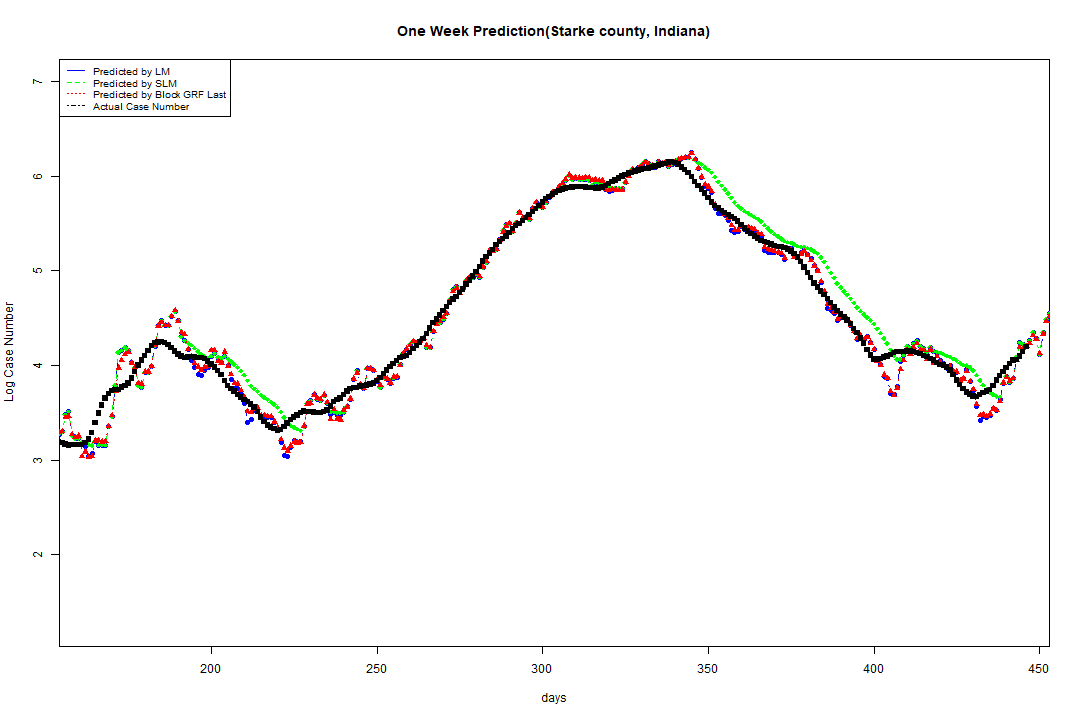 One Week Prediction(Starke county, Indiana)
Predicted by LM
Predicted by SLM
Predicted by Block GRF Last
Actual Case Number
7
6
5
4
3
2
Log Case Number
200
250
300
350
400
450
days